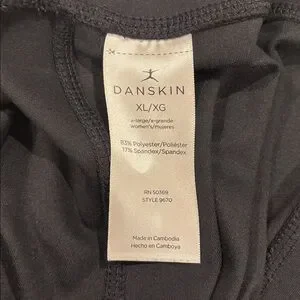 DANSKIN
XL/XG
x-large/x-grande
women's/mujeres
83% Polyester/Poliéster
17% Spandex/Spandex
RN 50369
STYLE 9670
Made in Cambodia
Hecho en Camboya